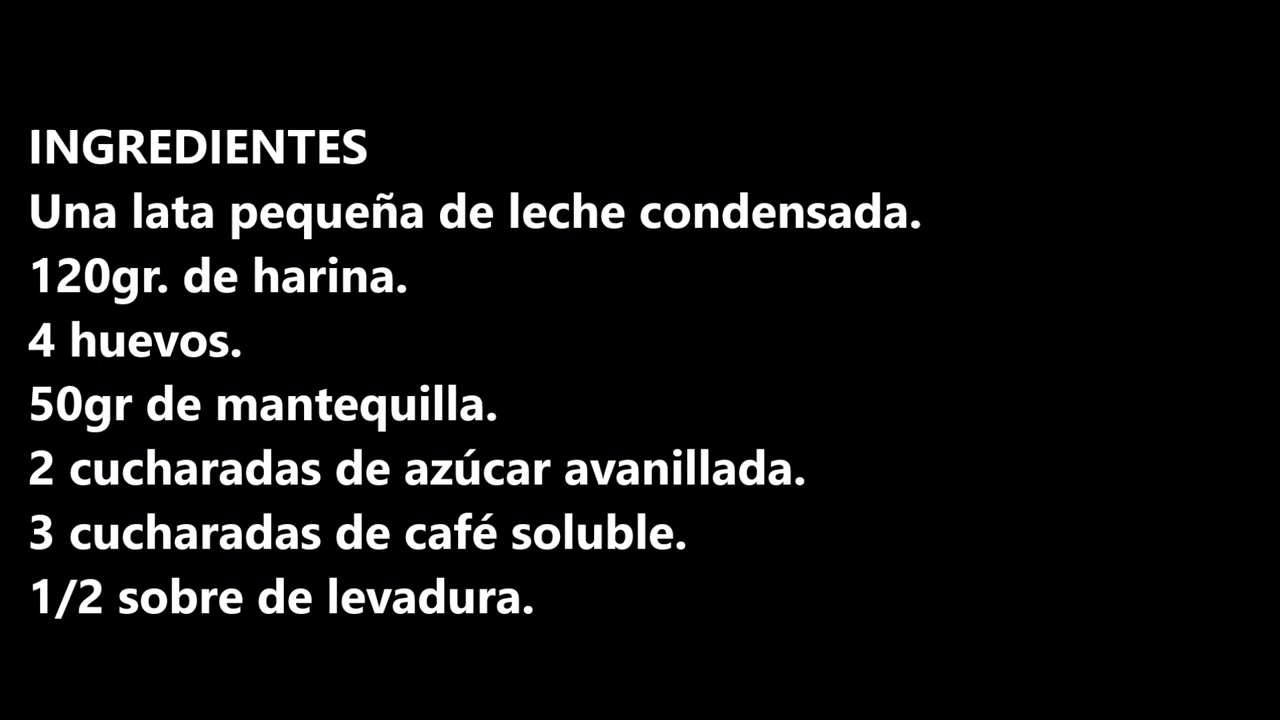 INGREDIENTES
Una lata pequeña de leche condensada.
120gr. de harina.
4 huevos.
50gr de mantequilla.
2 cucharadas de azúcar avanillada.
3 cucharadas de café soluble.
1/2 sobre de levadura.